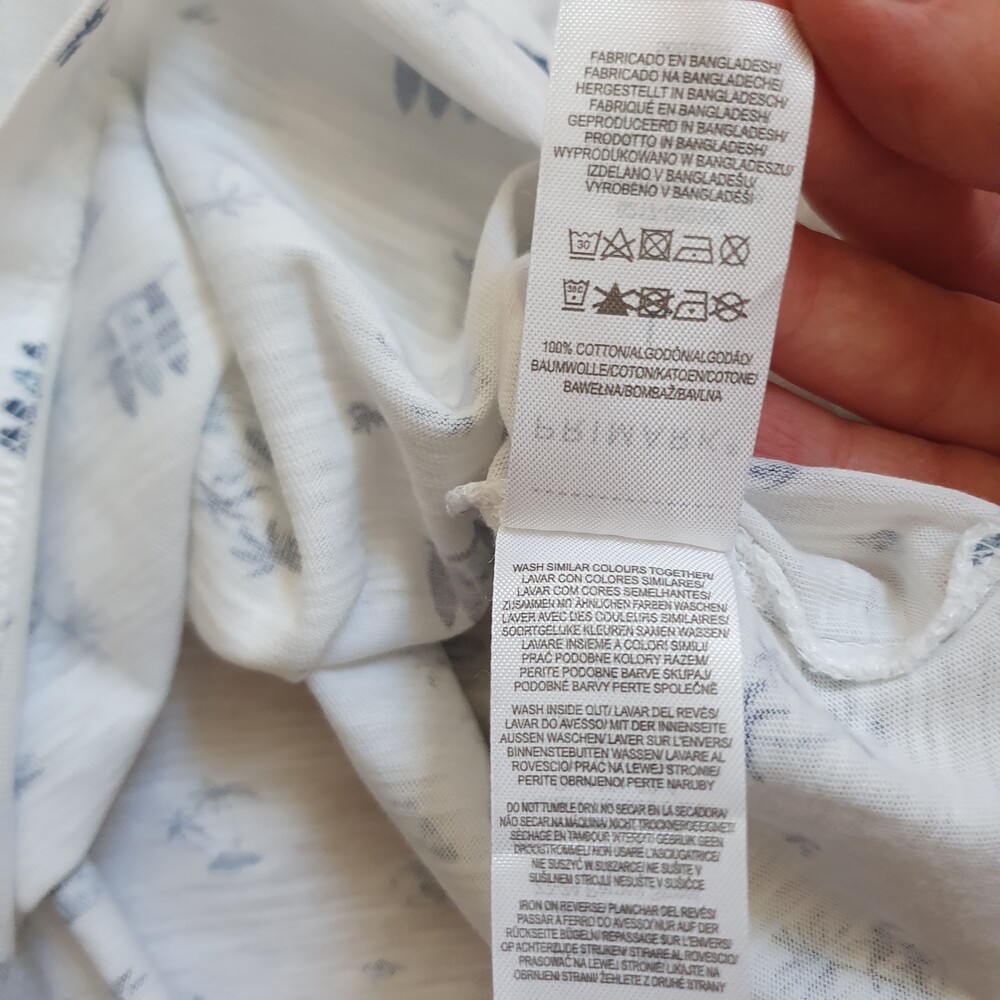 FABRICADO EN BANGLADESH/
FABRICADO NA BANGLADECHE/
HERGESTELLT IN BANGLADESCH/
FABRIQUÉ EN BANGLADESH/
GEPRODUCEERD IN BANGLADESH/
PRODOTTO IN BANGLADESH/
WYPRODUKOWANO W BANGLADESZU/
IZDELANO V BANGLADEŠU/
VYROBENO V BANGLADÉŠI
30
30C
100% COTTON/ALGODÓN/ALGODÃO/
BAUMWOLLE/COTON/KATOEN/COTONE/
BAWEŁNA/BOMBAŽ/BAVLNA
WASH SIMILAR COLOURS TOGETHER/
LAVAR CON COLORES SIMILARES/
LAVAR COM CORES SEMELHANTES/
ZUSAMMEN MIT ÄHNLICHEN FARBEN WASCHEN/
LAVER AVEC DES COULEURS SIMILAIRES/
SOORTGELIJKE KLEUREN SAMEN WASSEN/
LAVARE INSIEME A COLORI SIMILI/
PRAĆ PODOBNE KOLORY RAZEM/
PERITE PODOBNE BARVE SKUPAJ/
PODOBNÉ BARVY PERTE SPOLEČNĚ
WASH INSIDE OUT/ LAVAR DEL REVÉS/
LAVAR DO AVESSO/ MIT DER INNENSEITE
AUSSEN WASCHEN/ LAVER SUR L'ENVERS/
BINNENSTEBUITEN WASSEN/ LAVARE AL
ROVESCIO/ PRAĆ NA LEWEJ STRONIE/
PERITE OBRNJENO/ PERTE NARUBY
DO NOT TUMBLE DRY/ NO SECAR EN LA SECADORA/
NÃO SECAR NA MÁQUINA/ NICHT TROCKNERGEEIGNET/
SÉCHAGE EN TAMBOUR INTERDIT/ GEBRUIK GEEN
DROOGTROMMEL/ NON USARE L'ASCIUGATRICE/
NIE SUSZYĆ W SUSZARCE/ NE SUŠITE V
SUŠILNEM STROJU/ NESUŠTE V SUŠIČCE
IRON ON REVERSE/ PLANCHAR DEL REVÉS/
PASSAR A FERRO DO AVESSO/ NUR AUF DER
RÜCKSEITE BÜGELN/ REPASSAGE SUR L'ENVERS/
OP ACHTERZIJDE STRIJKEN/ STIRARE AL ROVESCIO/
PRASOWAĆ NA LEWEJ STRONIE/ LIKAJTE NA
OBRNJENI STRANI/ ŽEHLETE Z DRUHÉ STRANY